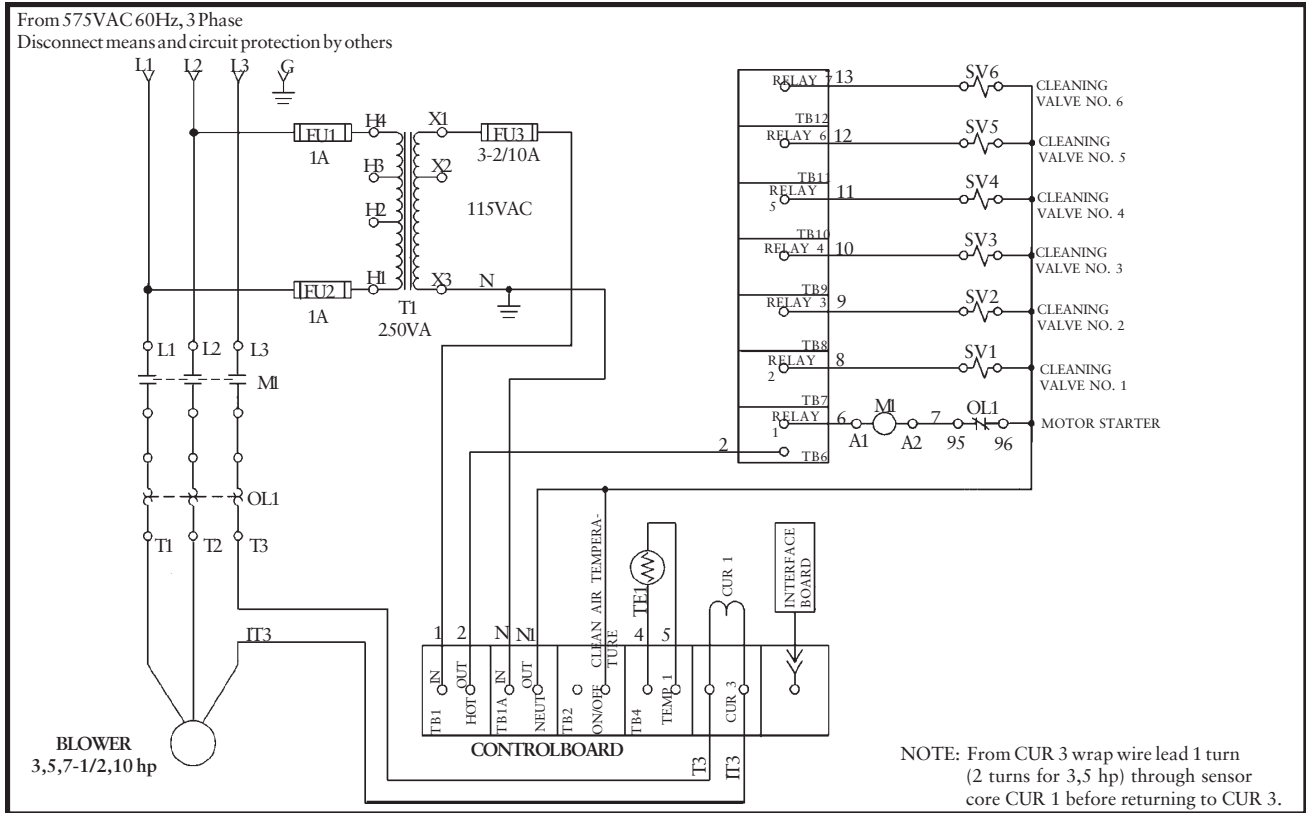 From 575VAC 60Hz, 3 Phase
Disconnect means and circuit protection by others
L1 L2 L3 G
H4 X1
FU1 FU3
1A 3-2/10A
H3 X2
115VAC
H2
H1 X3 N
FU2 T1
1A 250VA
L1 L2 L3
M1
OL1
T1 T2 T3
IT3
BLOWER
3,5,7-1/2,10 hp
RELAY 7 13 SV6 CLEANING
VALVE NO. 6
TB12
RELAY 6 12 SV5 CLEANING
VALVE NO. 5
TB11
RELAY 5 11 SV4 CLEANING
VALVE NO. 4
TB10
RELAY 4 10 SV3 CLEANING
VALVE NO. 3
TB9
RELAY 3 9 SV2 CLEANING
VALVE NO. 2
TB8
RELAY 2 8 SV1 CLEANING
VALVE NO. 1
TB7
RELAY 1 6 M1 7 OL1 MOTOR STARTER
A1 A2 95 96
2 TB6
CLEAN AIR TEMPERA-
TURE
TE1
CUR 1
INTERFACE
BOARD
1 2 N N1 4 5
IN OUT IN OUT
TB1 HOT TB1A NEUT TB2 ON/OFF TB4 TEMP 1 CUR 3
CONTROLBOARD
T3 IT3
NOTE: From CUR 3 wrap wire lead 1 turn
(2 turns for 3,5 hp) through sensor
core CUR 1 before returning to CUR 3.